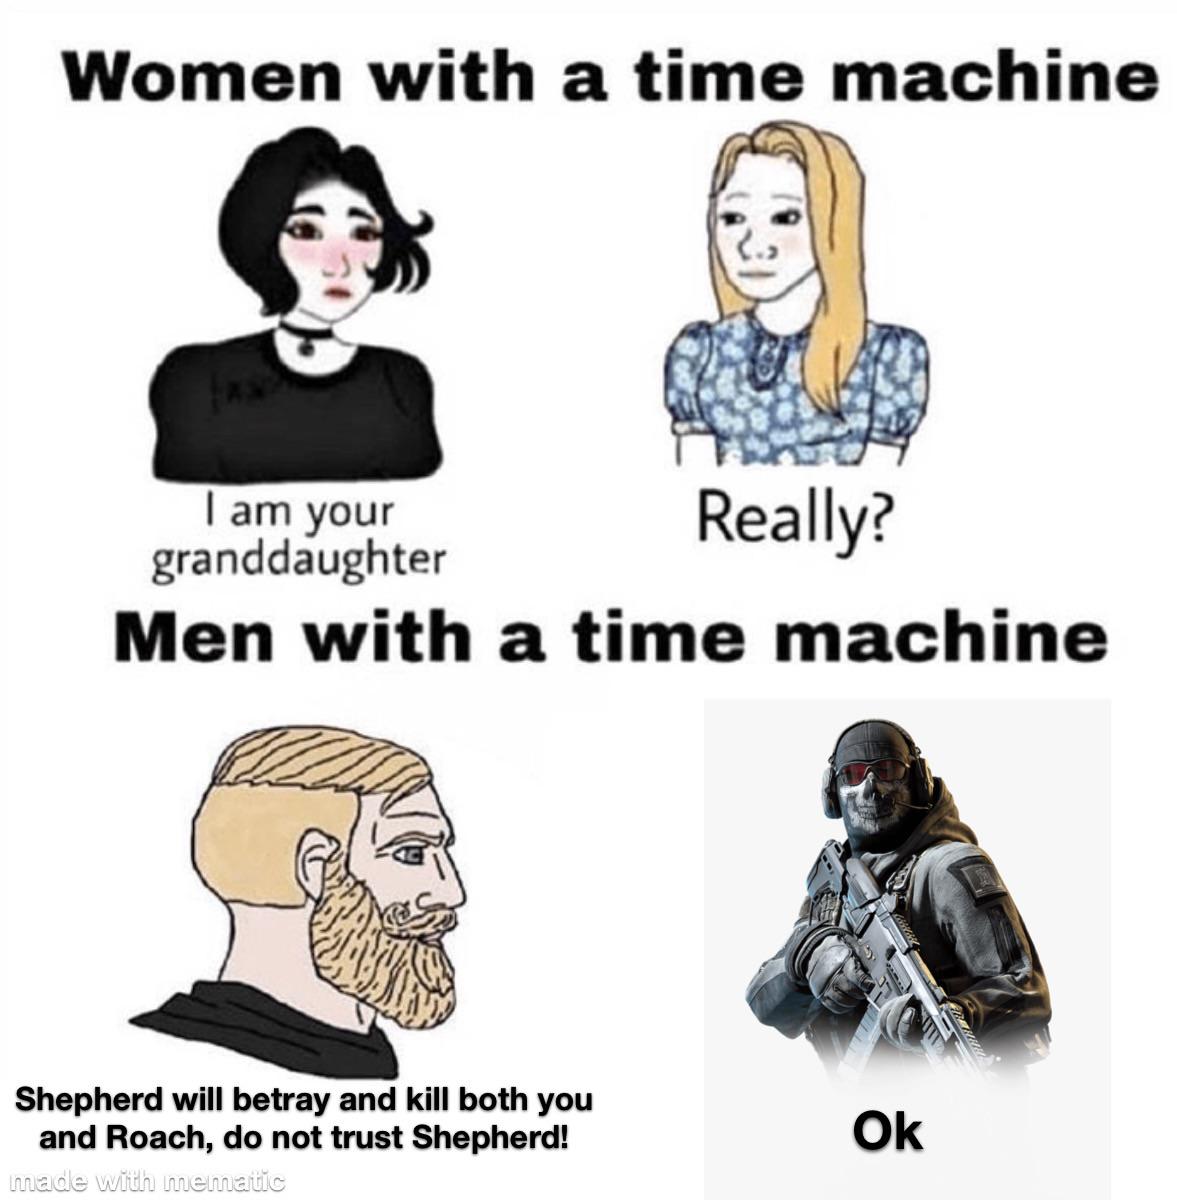 Women with a time machine
I am your
granddaughter
Really?
Men with a time machine
Shepherd will betray and kill both you
and Roach, do not trust Shepherd!
Ok
made with mematic